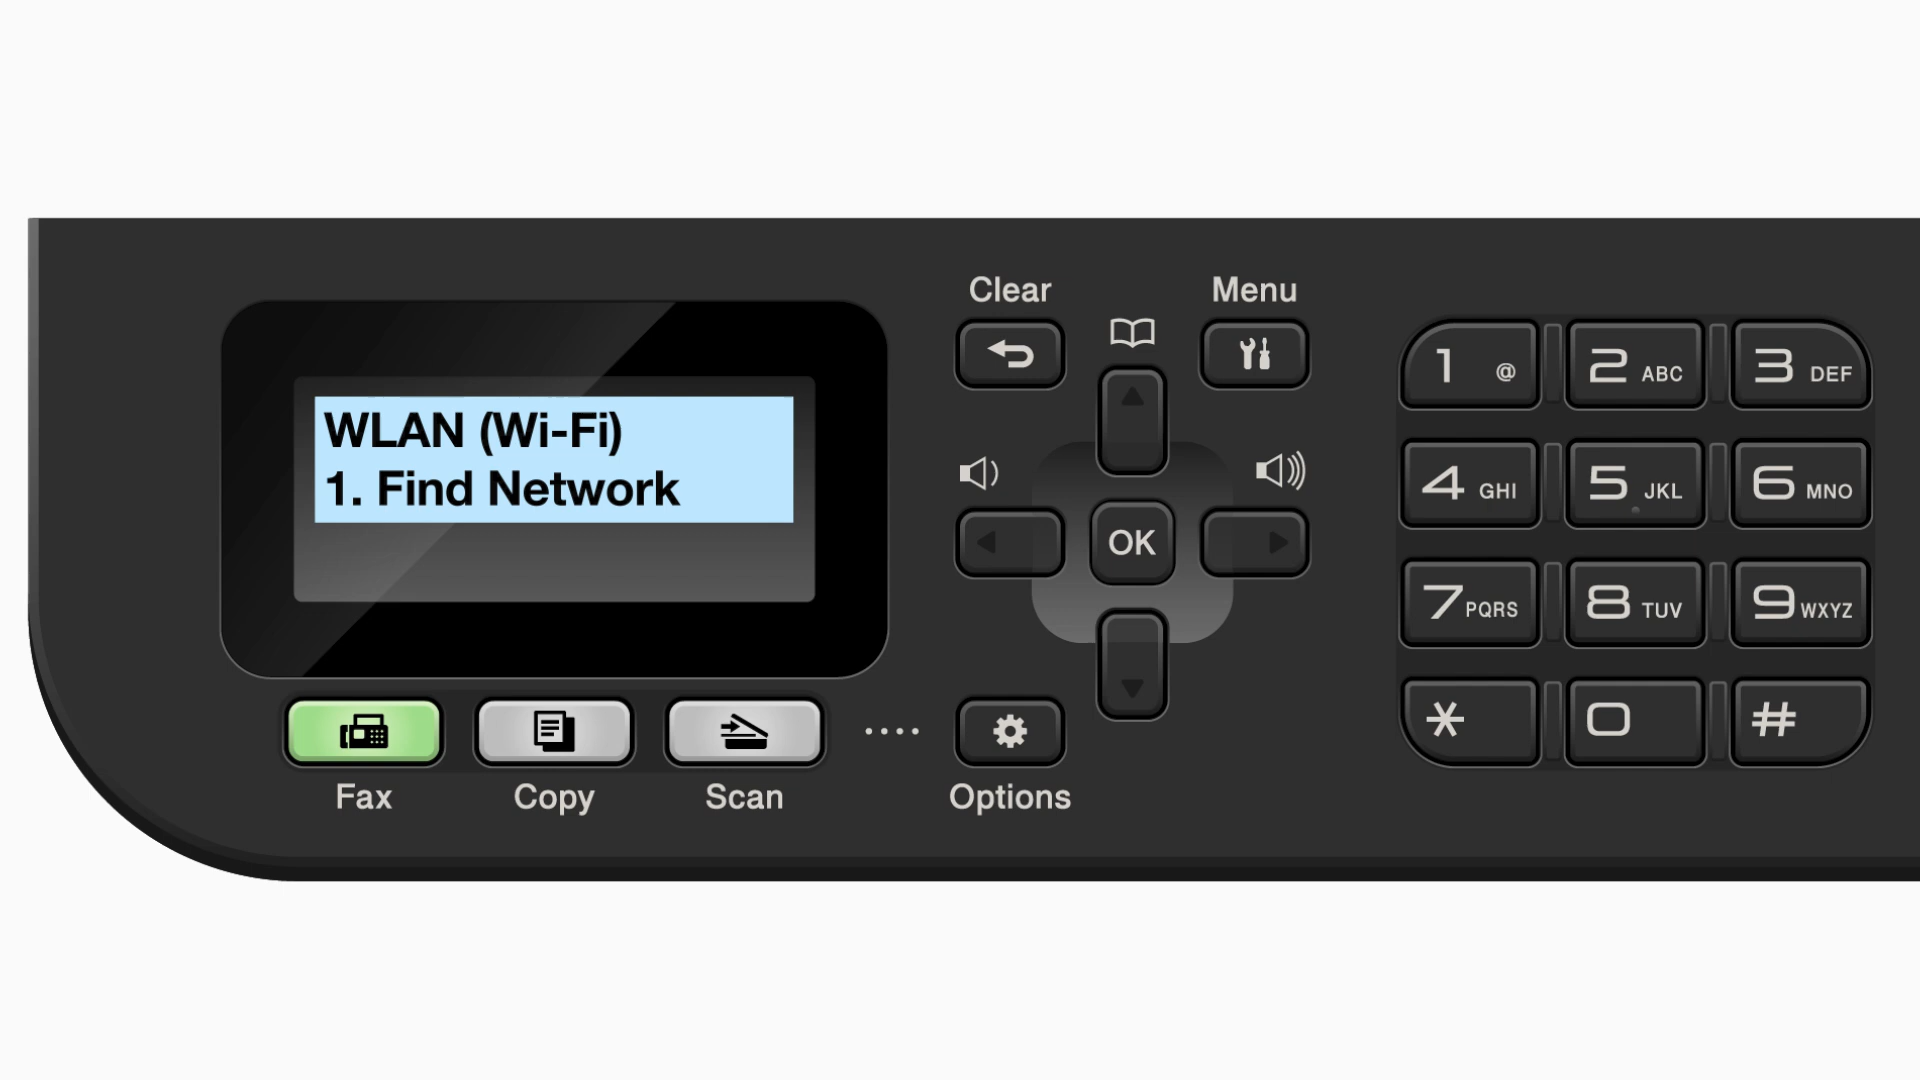 Clear
Menu
WLAN (Wi-Fi)
1. Find Network
OK
1 @
2 ABC
3 DEF
4 GHI
5 JKL
6 MNO
7 PQRS
8 TUV
9 WXYZ
*
0
#
Fax
Copy
Scan
Options